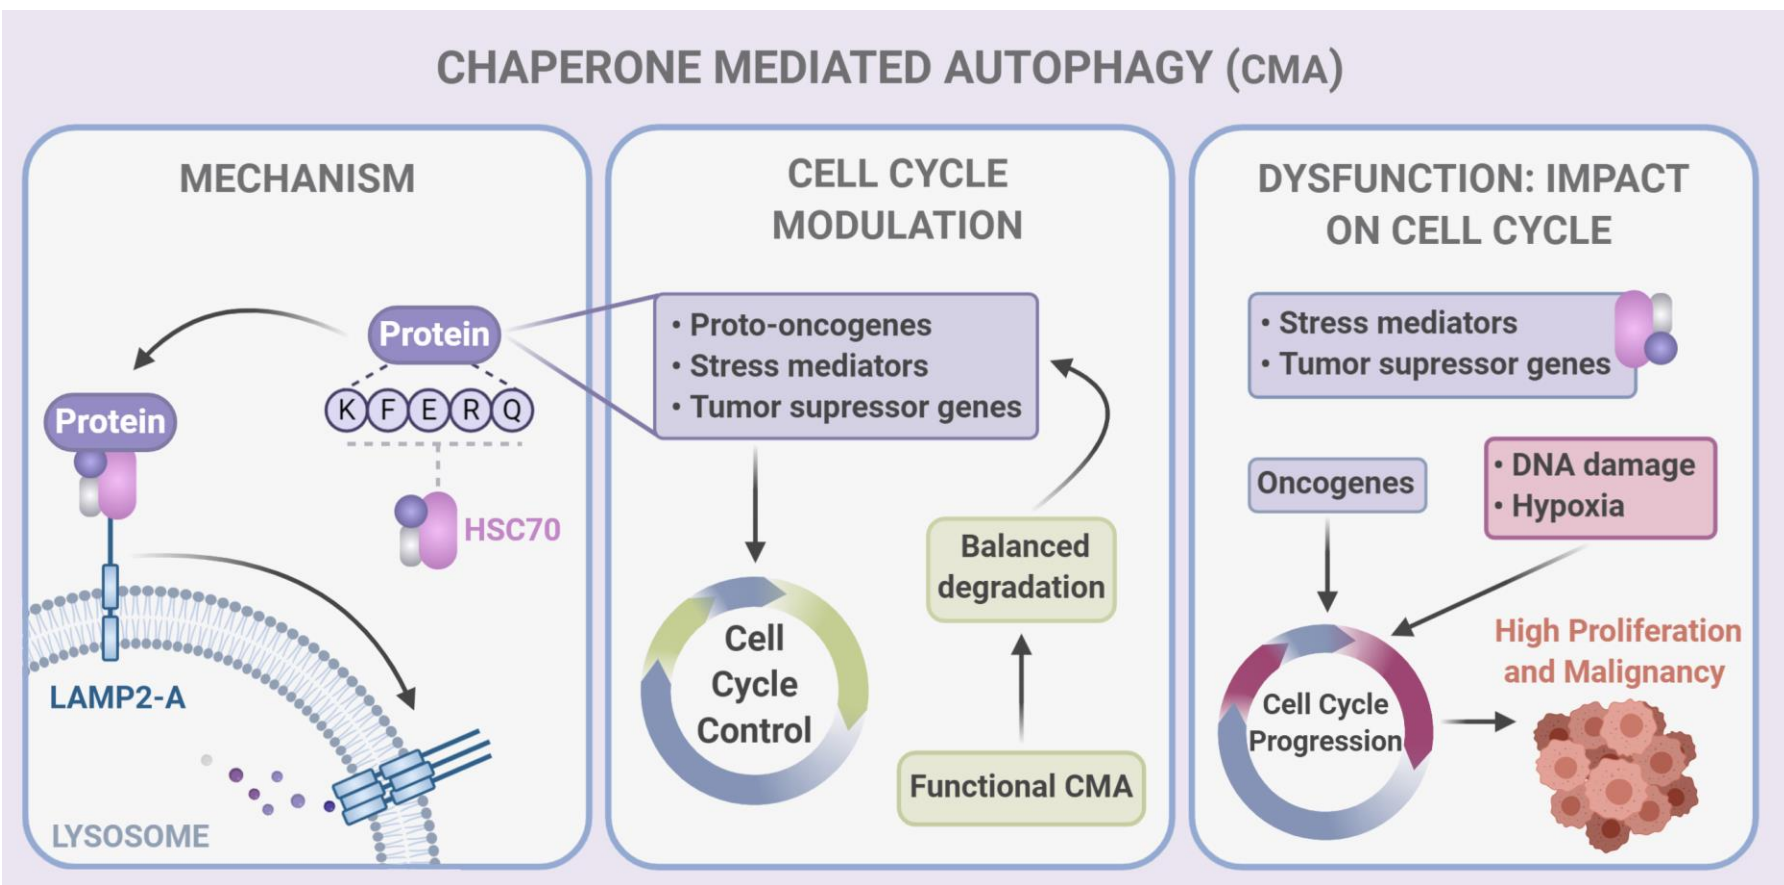 CHAPERONE MEDIATED AUTOPHAGY (CMA)
MECHANISM
Protein
Protein
K F E R Q
HSC70
LAMP2-A
LYSOSOME
CELL CYCLE
MODULATION
• Proto-oncogenes
• Stress mediators
• Tumor supressor genes
Balanced
degradation
Functional CMA
Cell
Cycle
Control
DYSFUNCTION: IMPACT
ON CELL CYCLE
• Stress mediators
• Tumor supressor genes
Oncogenes
• DNA damage
• Hypoxia
Cell Cycle
Progression
High Proliferation
and Malignancy